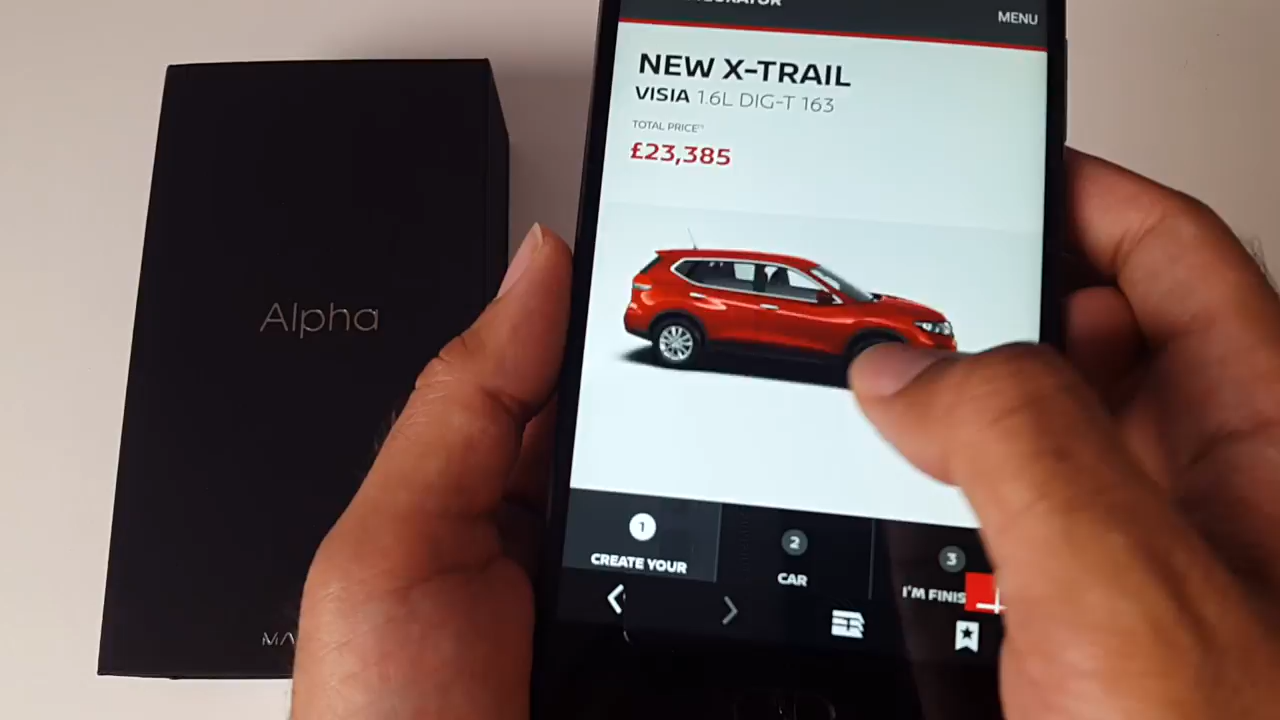 Alpha
MENU
NEW X-TRAIL
VISIA 1.6L DIG-T 163
TOTAL PRICE
£23,385
1
CREATE YOUR
2
CAR
3
I'M FINIS